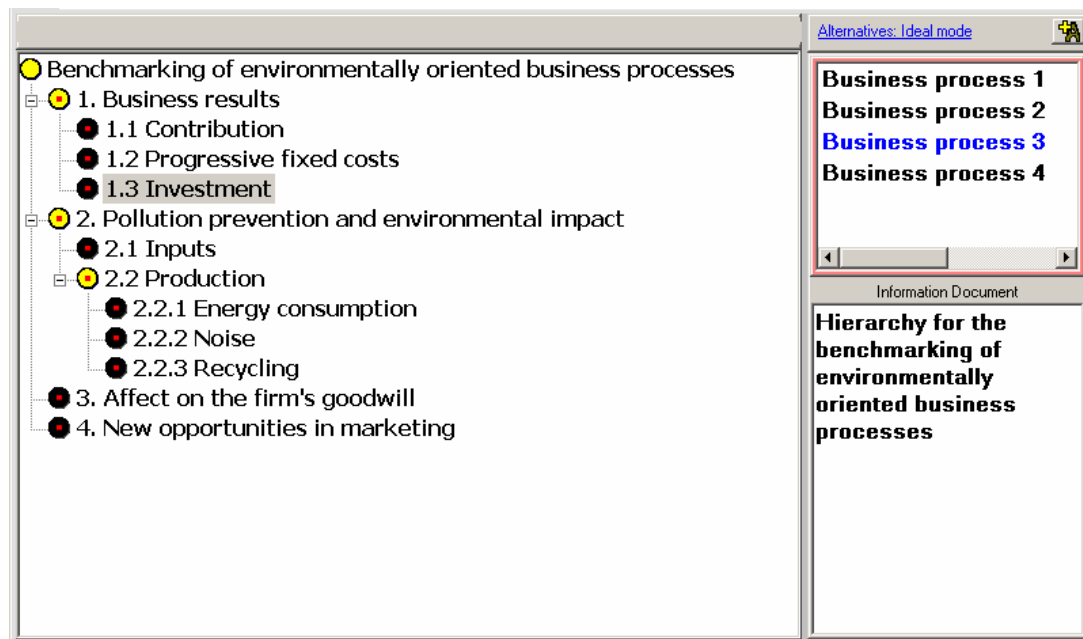 Benchmarking of environmentally oriented business processes
1. Business results
1.1 Contribution
1.2 Progressive fixed costs
1.3 Investment
2. Pollution prevention and environmental impact
2.1 Inputs
2.2 Production
2.2.1 Energy consumption
2.2.2 Noise
2.2.3 Recycling
3. Affect on the firm's goodwill
4. New opportunities in marketing
Alternatives: Ideal mode
Business process 1
Business process 2
Business process 3
Business process 4
Information Document
Hierarchy for the
benchmarking of
environmentally
oriented business
processes